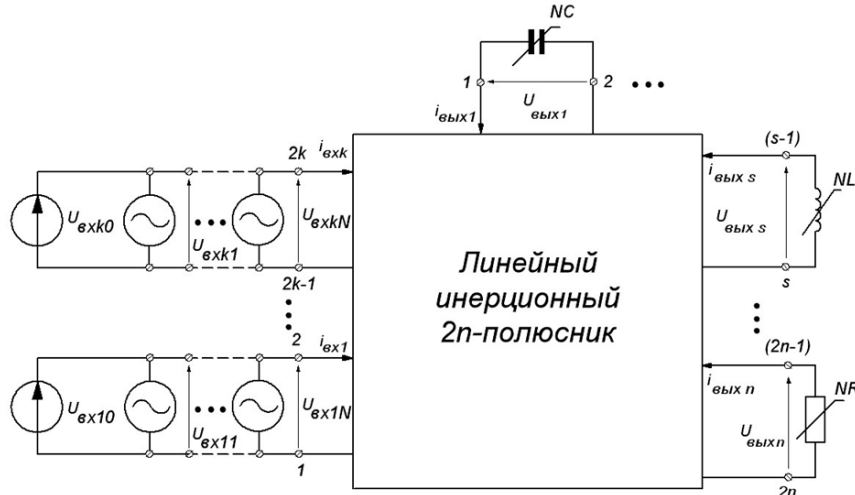 NC
1
2
U вых1
i вых1
2k
i вхk
U вхk0
U вхk1
U вхkN
2k-1
2
i вх1
U вх10
U вх11
U вх1N
1
Линейный
инерционный
2n-полюсник
(s-1)
i вых s
NL
U вых s
s
(2n-1)
i вых n
NR
U выхn
2n